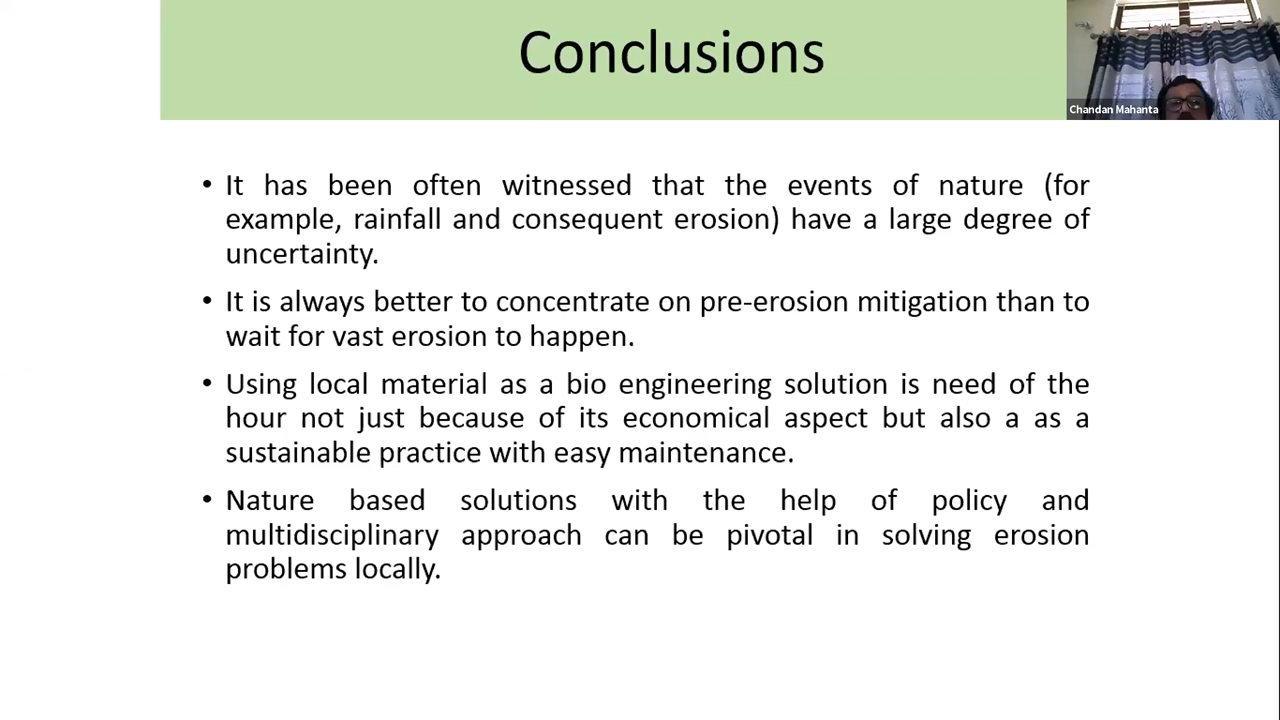 Conclusions
Chandan Mahanta
• It has been often witnessed that the events of nature (for
example, rainfall and consequent erosion) have a large degree of
uncertainty.
• It is always better to concentrate on pre-erosion mitigation than to
wait for vast erosion to happen.
• Using local material as a bio engineering solution is need of the
hour not just because of its economical aspect but also a as a
sustainable practice with easy maintenance.
• Nature based solutions with the help of policy and
multidisciplinary approach can be pivotal in solving erosion
problems locally.